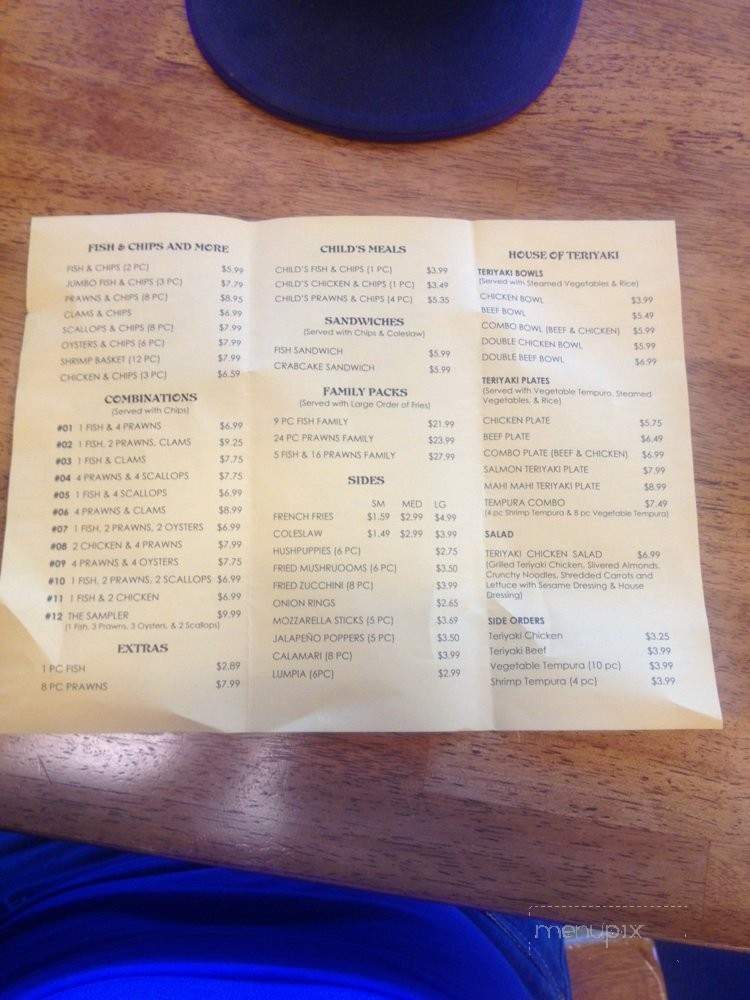 FISH & CHIPS AND MORE
FISH & CHIPS (2 PC) $5.99
JUMBO FISH & CHIPS (3 PC) $7.79
PRAWNS & CHIPS (8 PC) $8.95
CLAMS & CHIPS $6.99
SCALLOPS & CHIPS (8 PC) $7.99
OYSTERS & CHIPS (6 PC) $7.99
SHRIMP BASKET (12 PC) $7.99
CHICKEN & CHIPS (3 PC) $6.59
COMBINATIONS
(Served with Chips)
#01 1 FISH & 4 PRAWNS $6.99
#02 1 FISH, 2 PRAWNS, CLAMS $9.25
#03 1 FISH & CLAMS $7.75
#04 4 PRAWNS & 4 SCALLOPS $7.75
#05 1 FISH & 4 SCALLOPS $6.99
#06 4 PRAWNS & CLAMS $8.99
#07 1 FISH, 2 PRAWNS, 2 OYSTERS $6.99
#08 2 CHICKEN & 4 PRAWNS $7.99
#09 4 PRAWNS & 4 OYSTERS $7.75
#10 1 FISH, 2 PRAWNS, 2 SCALLOPS $6.99
#11 1 FISH & 2 CHICKEN $6.99
#12 THE SAMPLER $9.99
(1 Fish, 3 Prawns, 3 Oysters, & 2 Scallops)
EXTRAS
1 PC FISH $2.89
8 PC PRAWNS $7.99
CHILD'S MEALS
CHILD'S FISH & CHIPS (1 PC) $3.99
CHILD'S CHICKEN & CHIPS (1 PC) $3.49
CHILD'S PRAWNS & CHIPS (4 PC) $5.35
SANDWICHES
(Served with Chips & Coleslaw)
FISH SANDWICH $5.99
CRABCAKE SANDWICH $5.99
FAMILY PACKS
(Served with Large Order of Fries)
9 PC FISH FAMILY $21.99
24 PC PRAWNS FAMILY $23.99
5 FISH & 16 PRAWNS FAMILY $27.99
SIDES
SM MED LG
FRENCH FRIES $1.59 $2.99 $4.99
COLESLAW $1.49 $2.99 $3.99
HUSHPUPPIES (6 PC) $2.75
FRIED MUSHRUOOMS (6 PC) $3.50
FRIED ZUCCHINI (8 PC) $3.99
ONION RINGS $2.65
MOZZARELLA STICKS (5 PC) $3.69
JALAPEÑO POPPERS (5 PC) $3.50
CALAMARI (8 PC) $3.99
LUMPIA (6PC) $2.99
HOUSE OF TERIYAKI
TERIYAKI BOWLS
(Served with Steamed Vegetables & Rice)
CHICKEN BOWL $3.99
BEEF BOWL $5.49
COMBO BOWL (BEEF & CHICKEN) $5.99
DOUBLE CHICKEN BOWL $5.99
DOUBLE BEEF BOWL $6.99
TERIYAKI PLATES
(Served with Vegetable Tempura, Steamed
Vegetables, & Rice)
CHICKEN PLATE $5.75
BEEF PLATE $6.49
COMBO PLATE (BEEF & CHICKEN) $6.99
SALMON TERIYAKI PLATE $7.99
MAHI MAHI TERIYAKI PLATE $8.99
TEMPURA COMBO $7.49
(4 pc Shrimp Tempura & 8 pc Vegetable Tempura)
SALAD
TERIYAKI CHICKEN SALAD $6.99
(Grilled Teriyaki Chicken, Slivered Almonds,
Crunchy Noodles, Shredded Carrots and
Lettuce with Sesame Dressing & House
Dressing)
SIDE ORDERS
Teriyaki Chicken $3.25
Teriyaki Beef $3.99
Vegetable Tempura (10 pc) $3.99
Shrimp Tempura (4 pc) $3.99
menupix